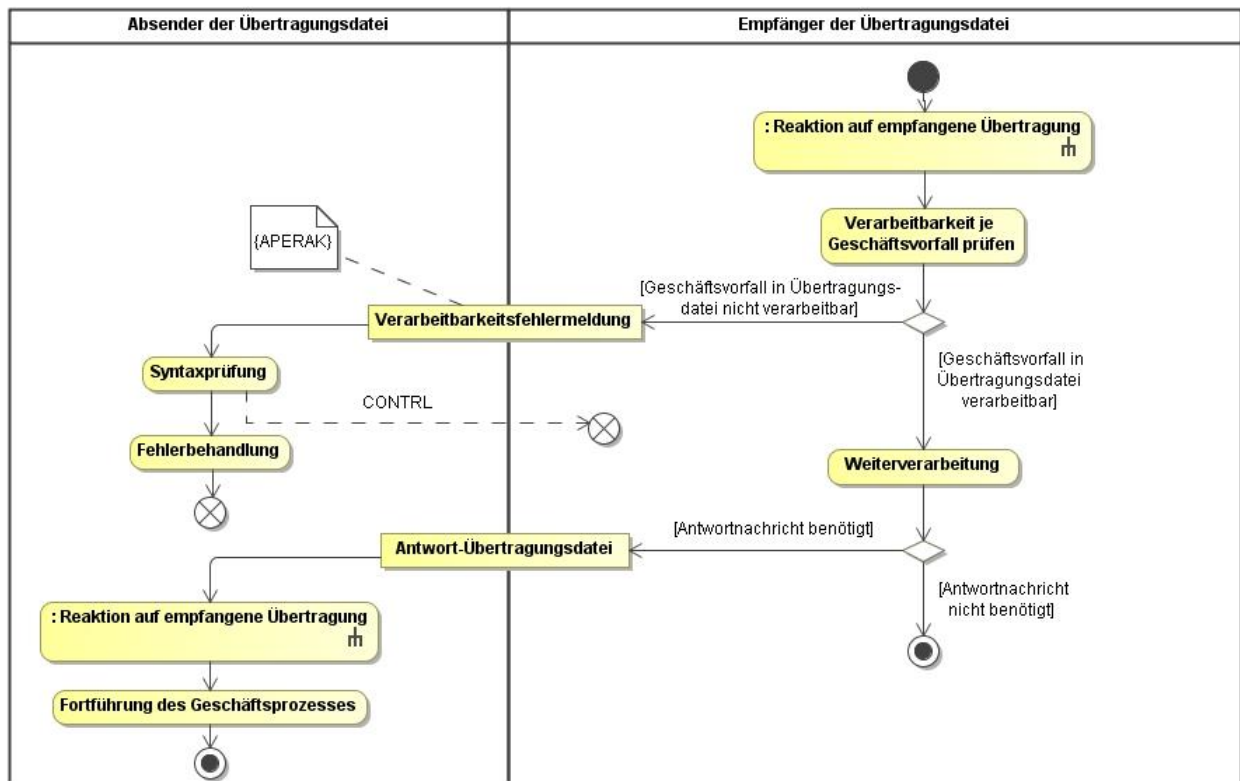 Absender der Übertragungsdatei
Empfänger der Übertragungsdatei
: Reaktion auf empfangene Übertragung
Verarbeitbarkeit je
Geschäftsvorfall prüfen
{APERAK}
[Geschäftsvorfall in Übertragungs-
datei nicht verarbeitbar]
Verarbeitbarkeitsfehlermeldung
[Geschäftsvorfall in
Übertragungsdatei
verarbeitbar]
Syntaxprüfung
CONTRL
Fehlerbehandlung
Weiterverarbeitung
[Antwortnachricht benötigt]
Antwort-Übertragungsdatei
[Antwortnachricht
nicht benötigt]
: Reaktion auf empfangene Übertragung
Fortführung des Geschäftsprozesses